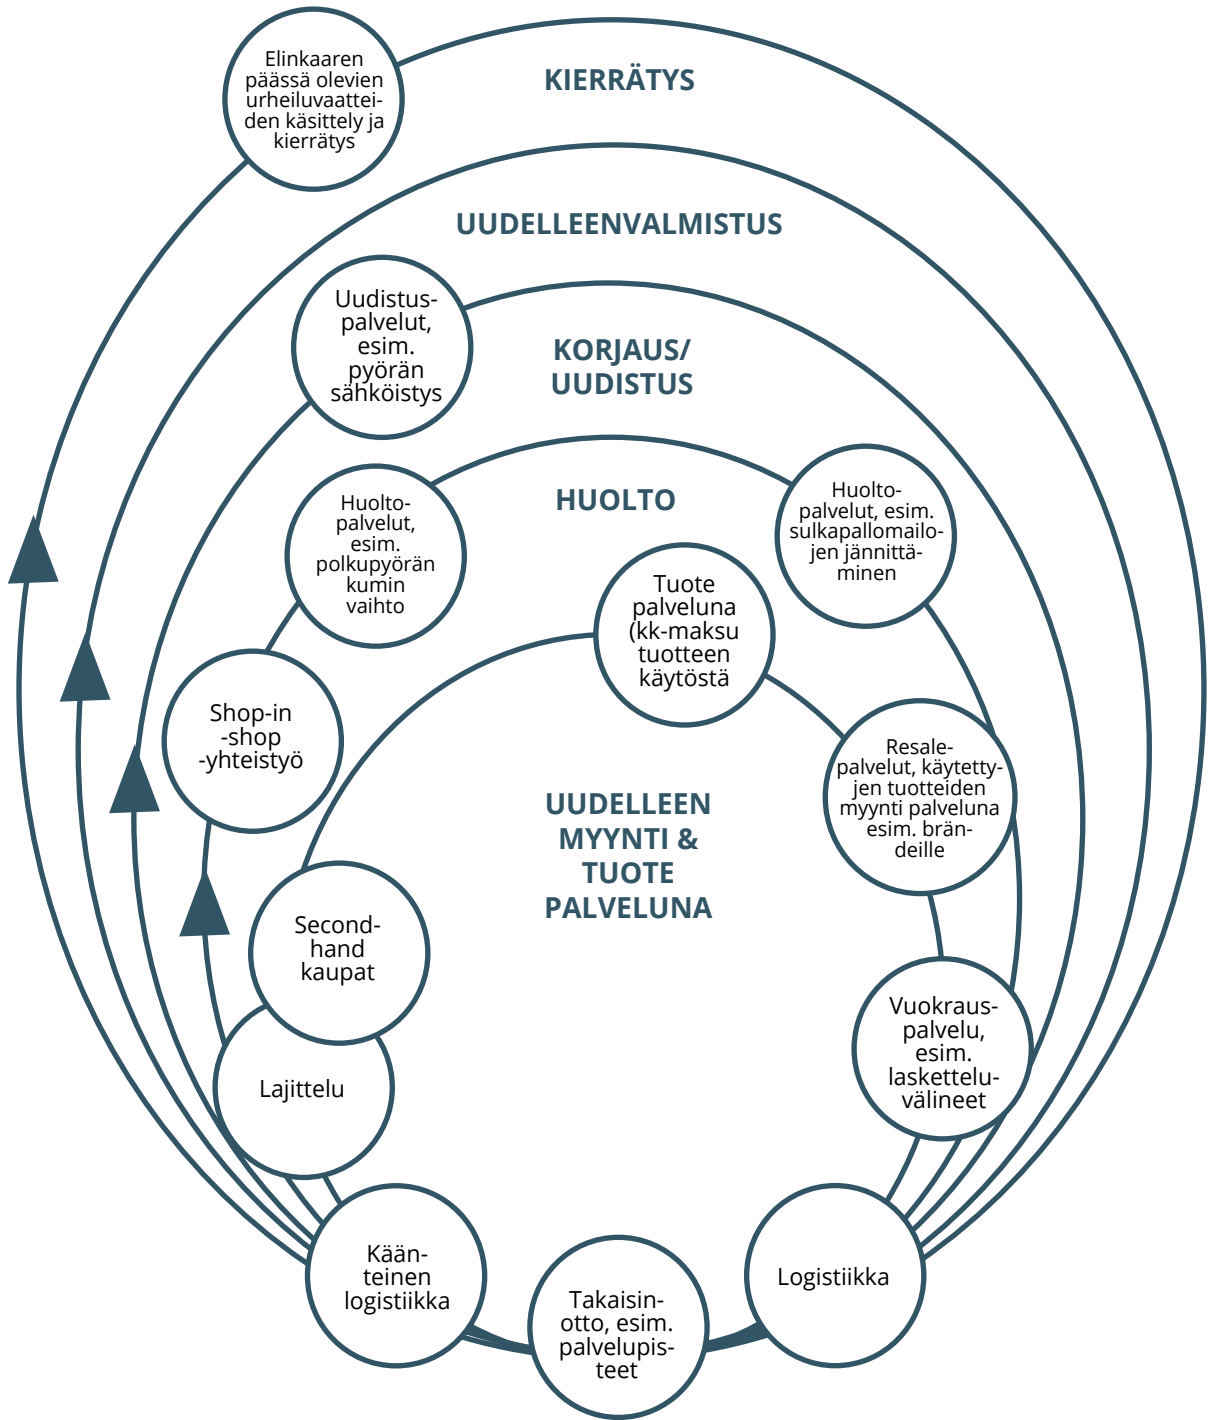 Elinkaaren
päässä olevien
urheiluvaattei-
den käsittely ja
kierrätys
KIERRÄTYS
UUDELLEENVALMISTUS
Uudistus-
palvelut,
esim.
pyörän
sähköistys
KORJAUS/
UUDISTUS
Huolto-
palvelut,
esim.
polkupyörän
kumin
vaihto
HUOLTO
Huolto-
palvelut, esim.
sulkapallomailo-
jen jännittä-
minen
Tuote
palveluna
(kk-maksu
tuotteen
käytöstä
Shop-in
-shop
-yhteistyö
Resale-
palvelut, käytetty-
jen tuotteiden
myynti palveluna
esim. brän-
deille
UUDELLEEN
MYYNTI &
TUOTE
PALVELUNA
Second-
hand
kaupat
Vuokraus-
palvelu,
esim.
laskettelu-
välineet
Lajittelu
Kään-
teinen
logistiikka
Takaisin-
otto, esim.
palvelupis-
teet
Logistiikka